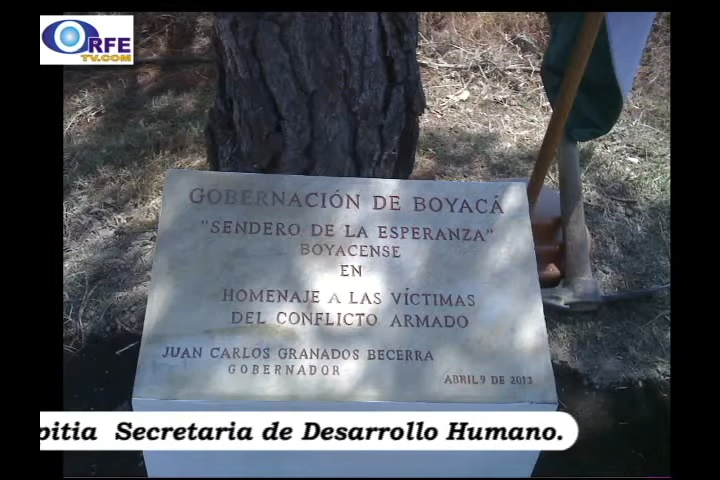 ORFE
TV.COM
GOBERNACIÓN DE BOYACÁ
"SENDERO DE LA ESPERANZA"
BOYACENSE
EN
HOMENAJE A LAS VÍCTIMAS
DEL CONFLICTO ARMADO
JUAN CARLOS GRANADOS BECERRA
GOBERNADOR
ABRIL 9 DE 2013
Secretaria de Desarrollo Humano.